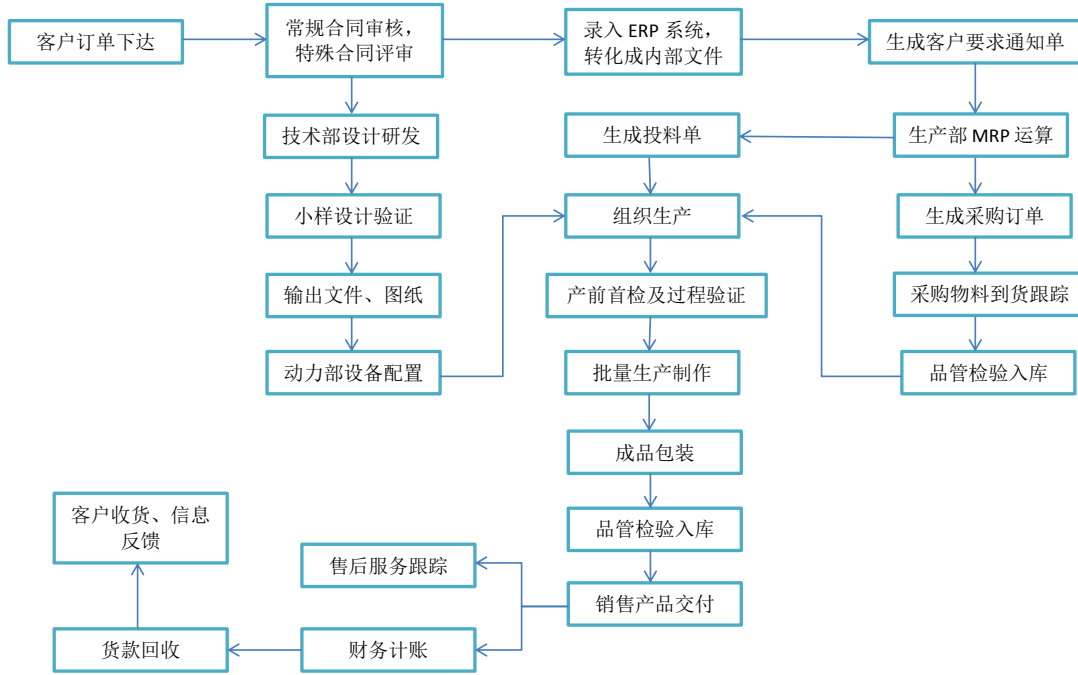 客户订单下达
常规合同审核，
特殊合同评审
录入 ERP 系统，
转化成内部文件
生成客户要求通知单
技术部设计研发
生成投料单
生产部 MRP 运算
小样设计验证
组织生产
生成采购订单
输出文件、图纸
产前首检及过程验证
采购物料到货跟踪
动力部设备配置
批量生产制作
品管检验入库
成品包装
客户收货、信息
反馈
品管检验入库
售后服务跟踪
销售产品交付
货款回收
财务计账